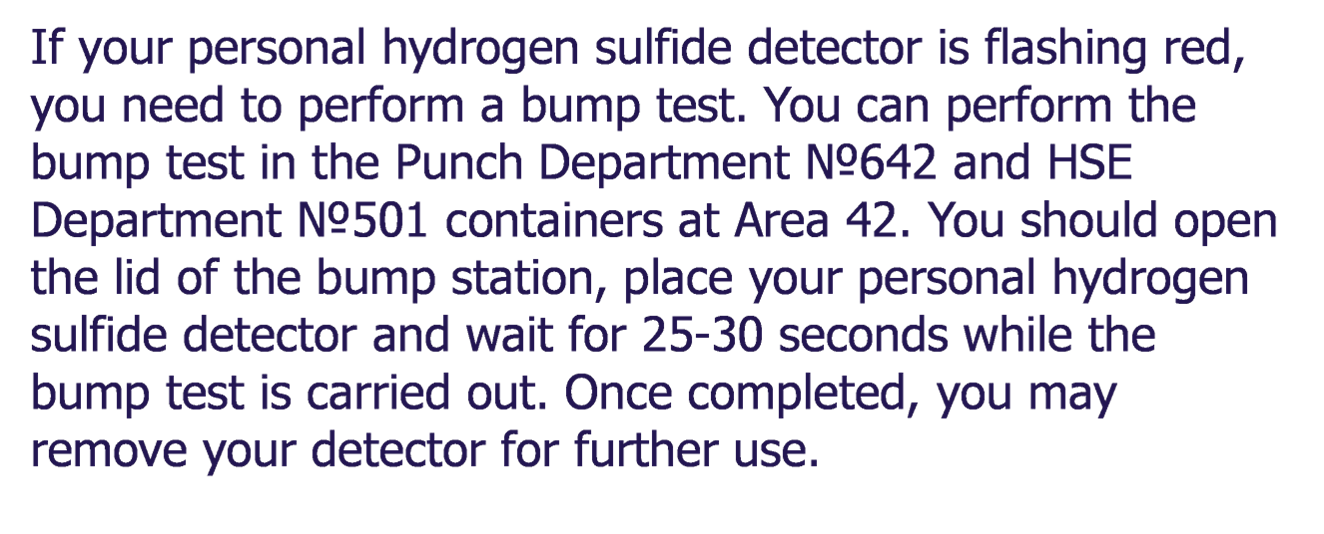 If your personal hydrogen sulfide detector is flashing red,
you need to perform a bump test. You can perform the
bump test in the Punch Department №642 and HSE
Department №501 containers at Area 42. You should open
the lid of the bump station, place your personal hydrogen
sulfide detector and wait for 25-30 seconds while the
bump test is carried out. Once completed, you may
remove your detector for further use.